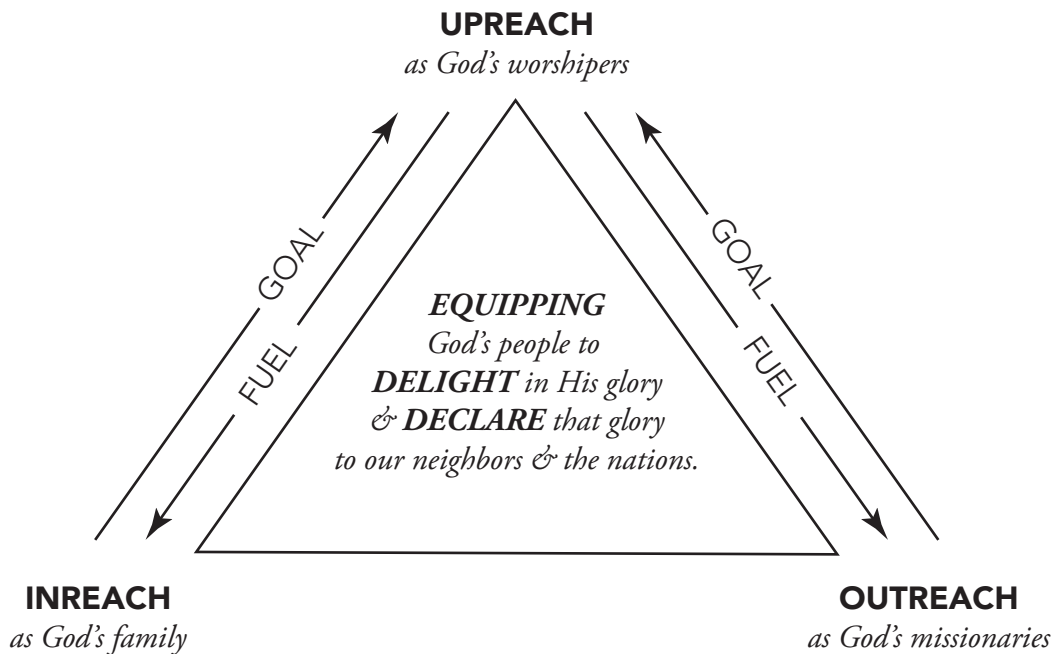 UPREACH
as God’s worshipers
GOAL
FUEL
GOAL
FUEL
EQUIPPING
God’s people to
DELIGHT in His glory
& DECLARE that glory
to our neighbors & the nations.
INREACH
as God’s family
OUTREACH
as God’s missionaries